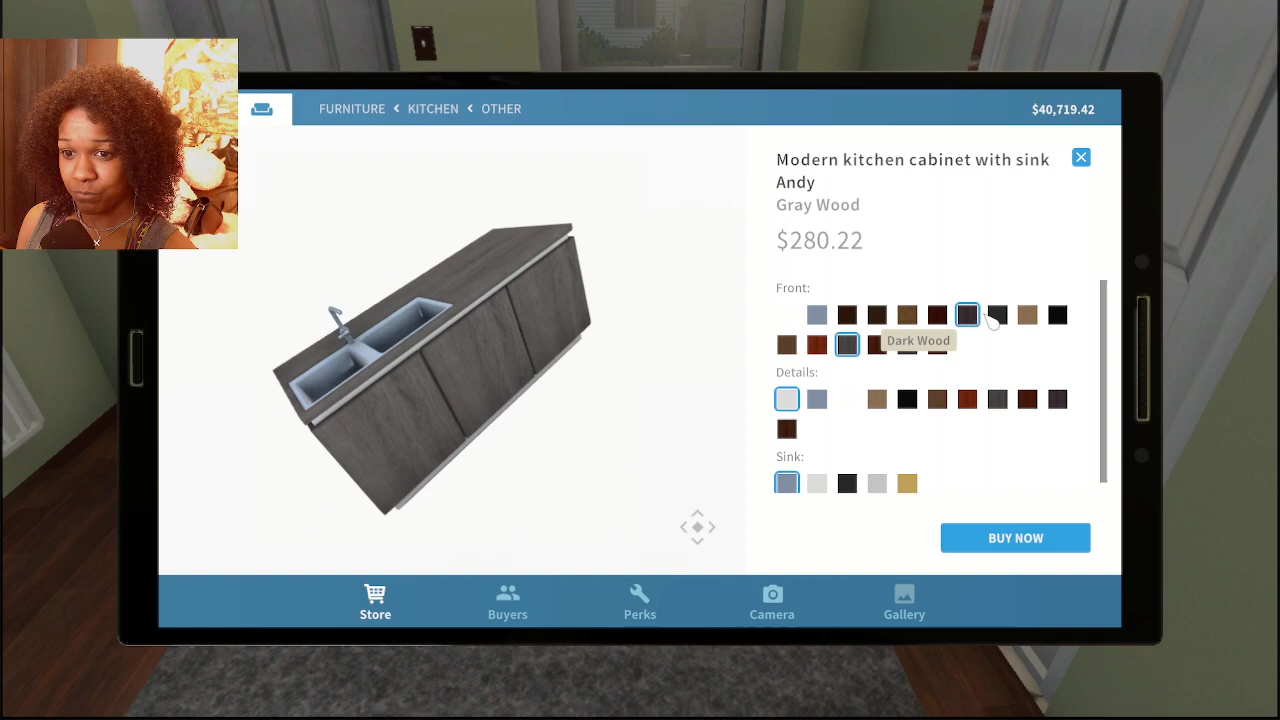 FURNITURE < KITCHEN < OTHER
$40,719.42
Modern kitchen cabinet with sink
Andy
Gray Wood
$280.22
Front:
Dark Wood
Details:
Sink:
BUY NOW
Store
Buyers
Perks
Camera
Gallery